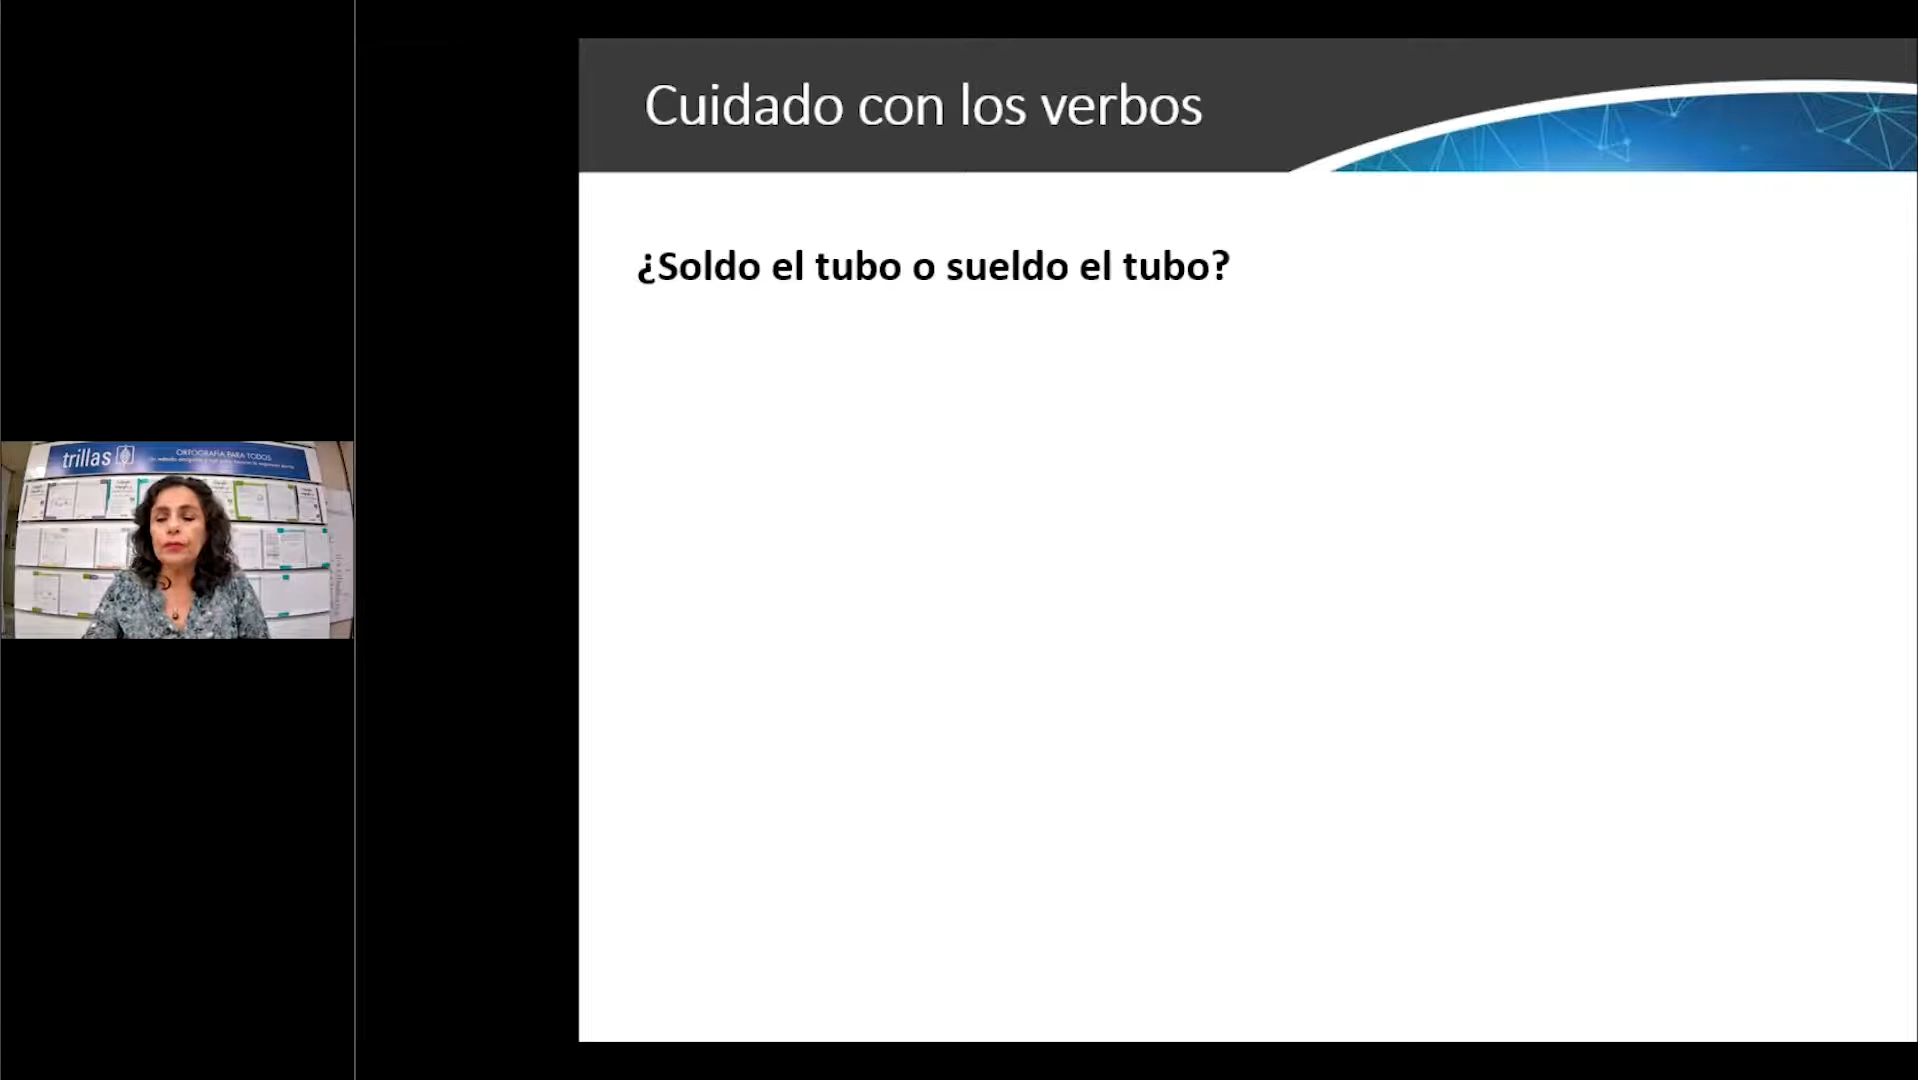 Cuidado con los verbos
¿Soldo el tubo o sueldo el tubo?
trillas
ORTOGRAFÍA PARA TODOS